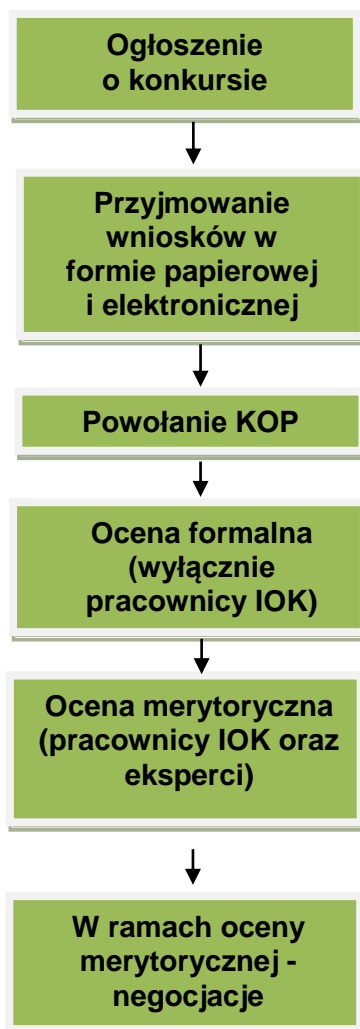 Ogłoszenie
o konkursie
Przyjmowanie
wniosków w
formie papierowej
i elektronicznej
Powołanie KOP
Ocena formalna
(wyłącznie
pracownicy IOK)
Ocena merytoryczna
(pracownicy IOK oraz
eksperci)
W ramach oceny
merytorycznej -
negocjacje